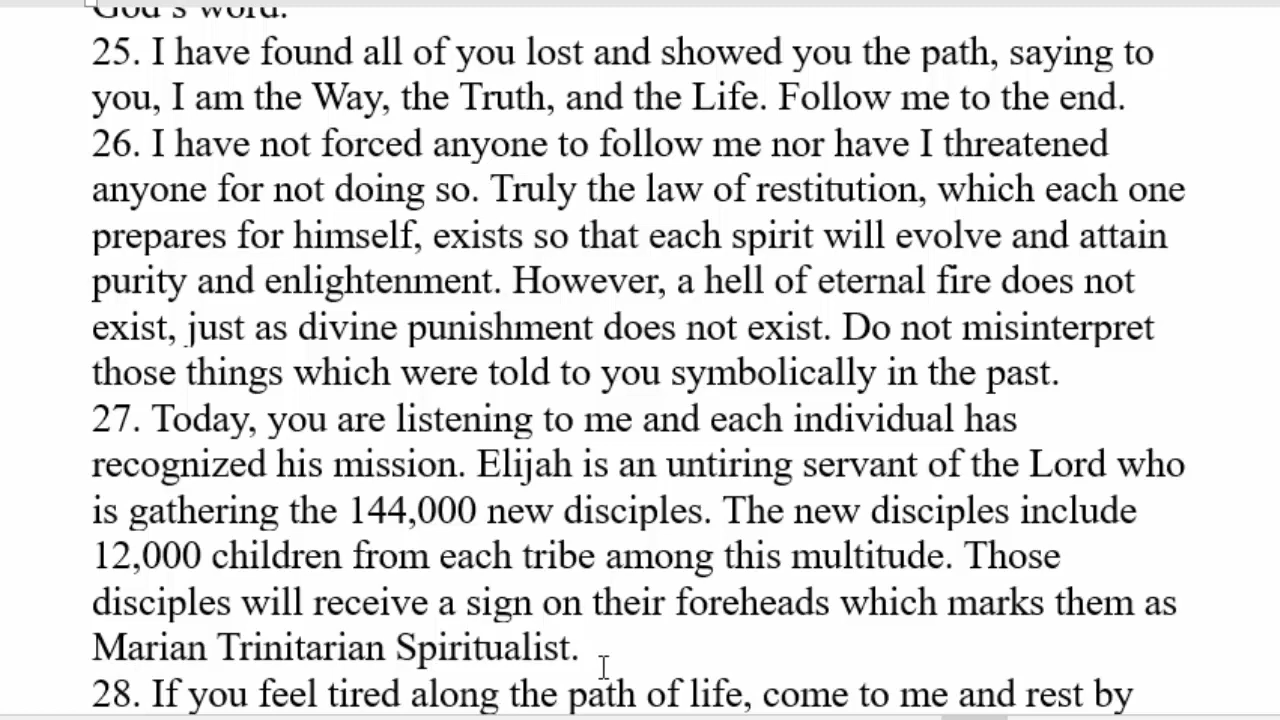 God's word.
25. I have found all of you lost and showed you the path, saying to
you, I am the Way, the Truth, and the Life. Follow me to the end.
26. I have not forced anyone to follow me nor have I threatened
anyone for not doing so. Truly the law of restitution, which each one
prepares for himself, exists so that each spirit will evolve and attain
purity and enlightenment. However, a hell of eternal fire does not
exist, just as divine punishment does not exist. Do not misinterpret
those things which were told to you symbolically in the past.
27. Today, you are listening to me and each individual has
recognized his mission. Elijah is an untiring servant of the Lord who
is gathering the 144,000 new disciples. The new disciples include
12,000 children from each tribe among this multitude. Those
disciples will receive a sign on their foreheads which marks them as
Marian Trinitarian Spiritualist.
28. If you feel tired along the path of life, come to me and rest by